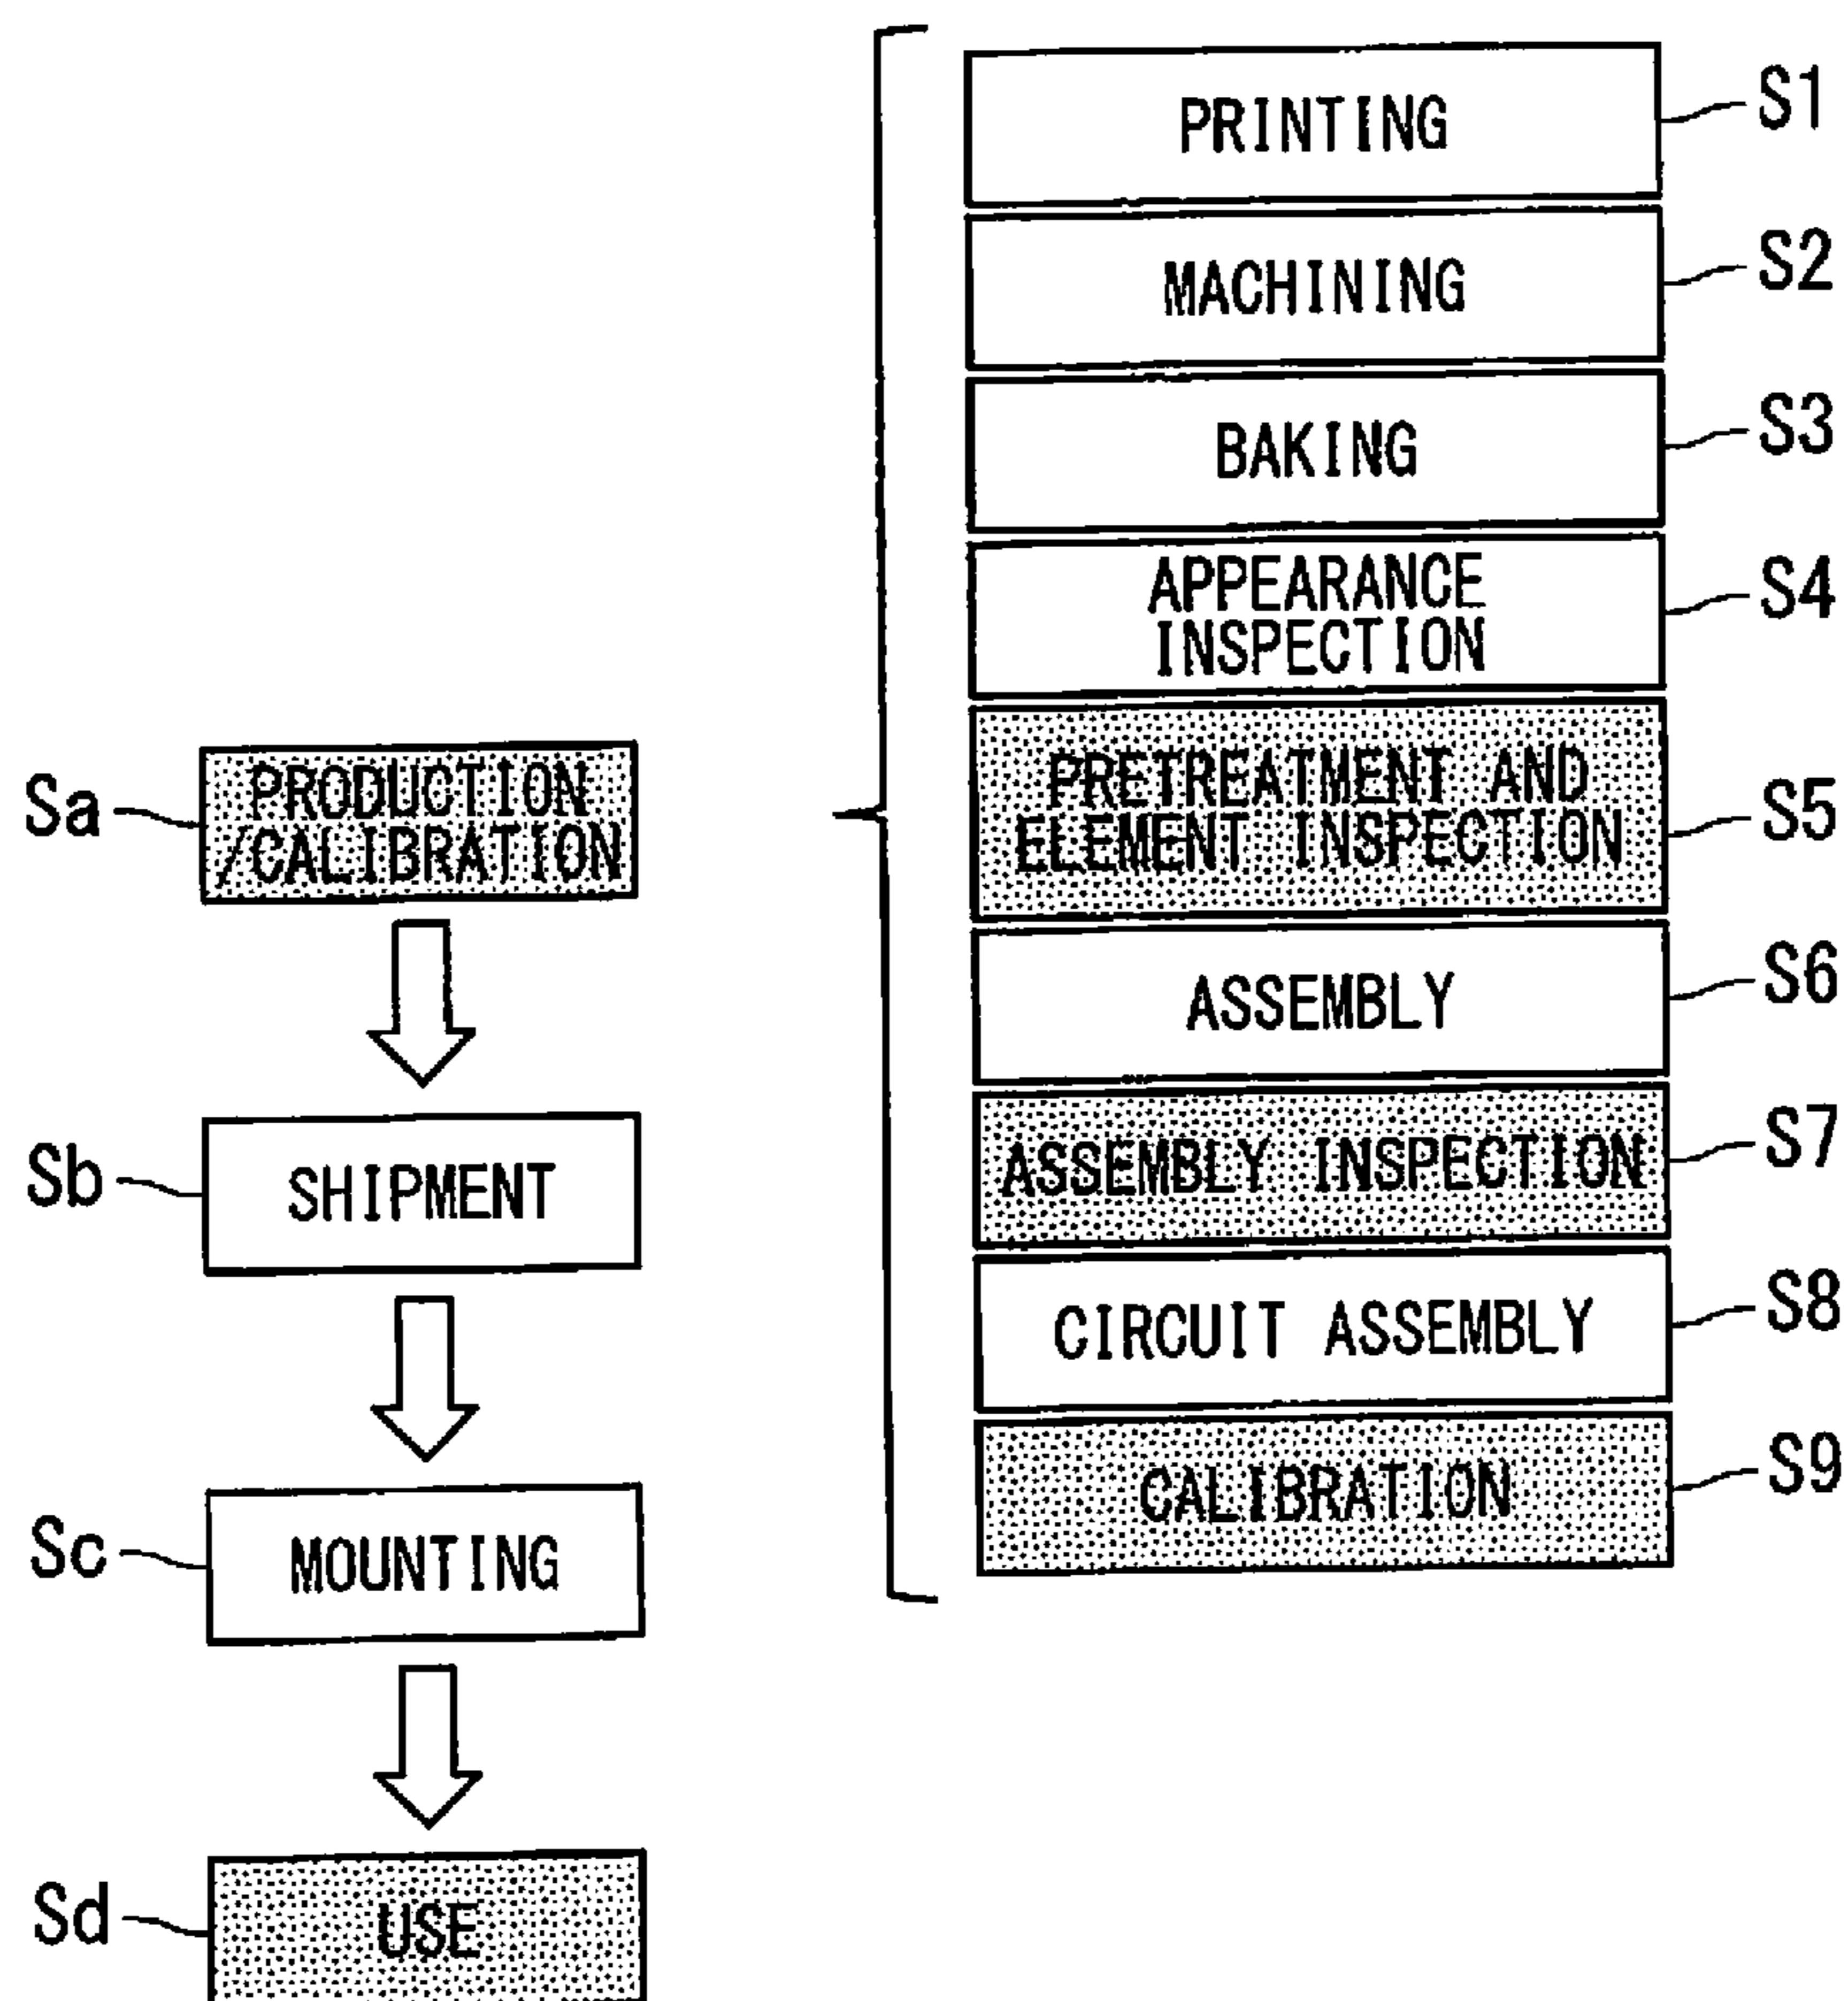 Sa
PRODUCTION
/CALIBRATION
Sb
SHIPMENT
Sc
MOUNTING
Sd
USE
PRINTING
S1
MACHINING
S2
BAKING
S3
APPEARANCE
INSPECTION
S4
PRETREATMENT AND
ELEMENT INSPECTION
S5
ASSEMBLY
S6
ASSEMBLY INSPECTION
S7
CIRCUIT ASSEMBLY
S8
CALIBRATION
S9